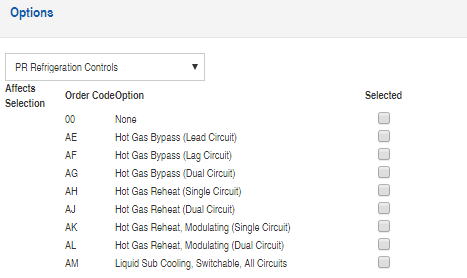 Options
PR Refrigeration Controls
Affects Selection Order Code Option Selected
00 None
AE Hot Gas Bypass (Lead Circuit)
AF Hot Gas Bypass (Lag Circuit)
AG Hot Gas Bypass (Dual Circuit)
AH Hot Gas Reheat (Single Circuit)
AJ Hot Gas Reheat (Dual Circuit)
AK Hot Gas Reheat, Modulating (Single Circuit)
AL Hot Gas Reheat, Modulating (Dual Circuit)
AM Liquid Sub Cooling, Switchable, All Circuits